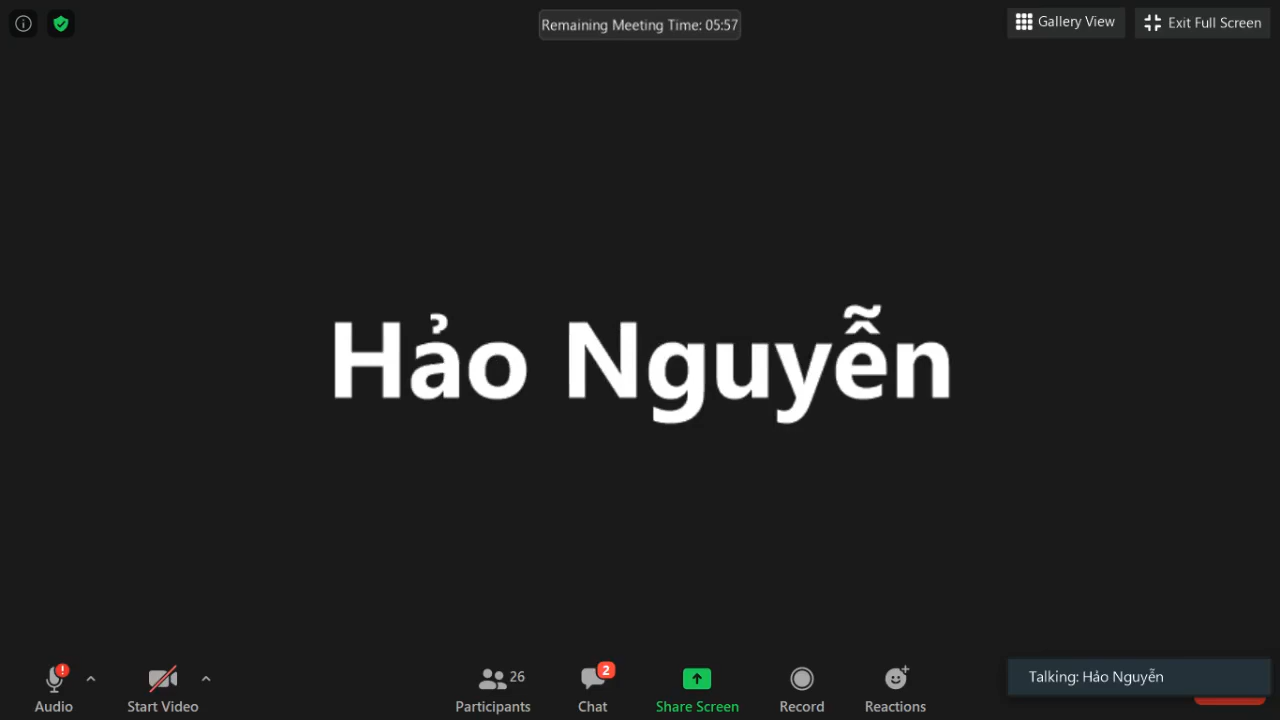 Remaining Meeting Time: 05:57
Gallery View
Exit Full Screen
Hảo Nguyễn
Talking: Hảo Nguyễn
26
2
Audio
Start Video
Participants
Chat
Share Screen
Record
Reactions